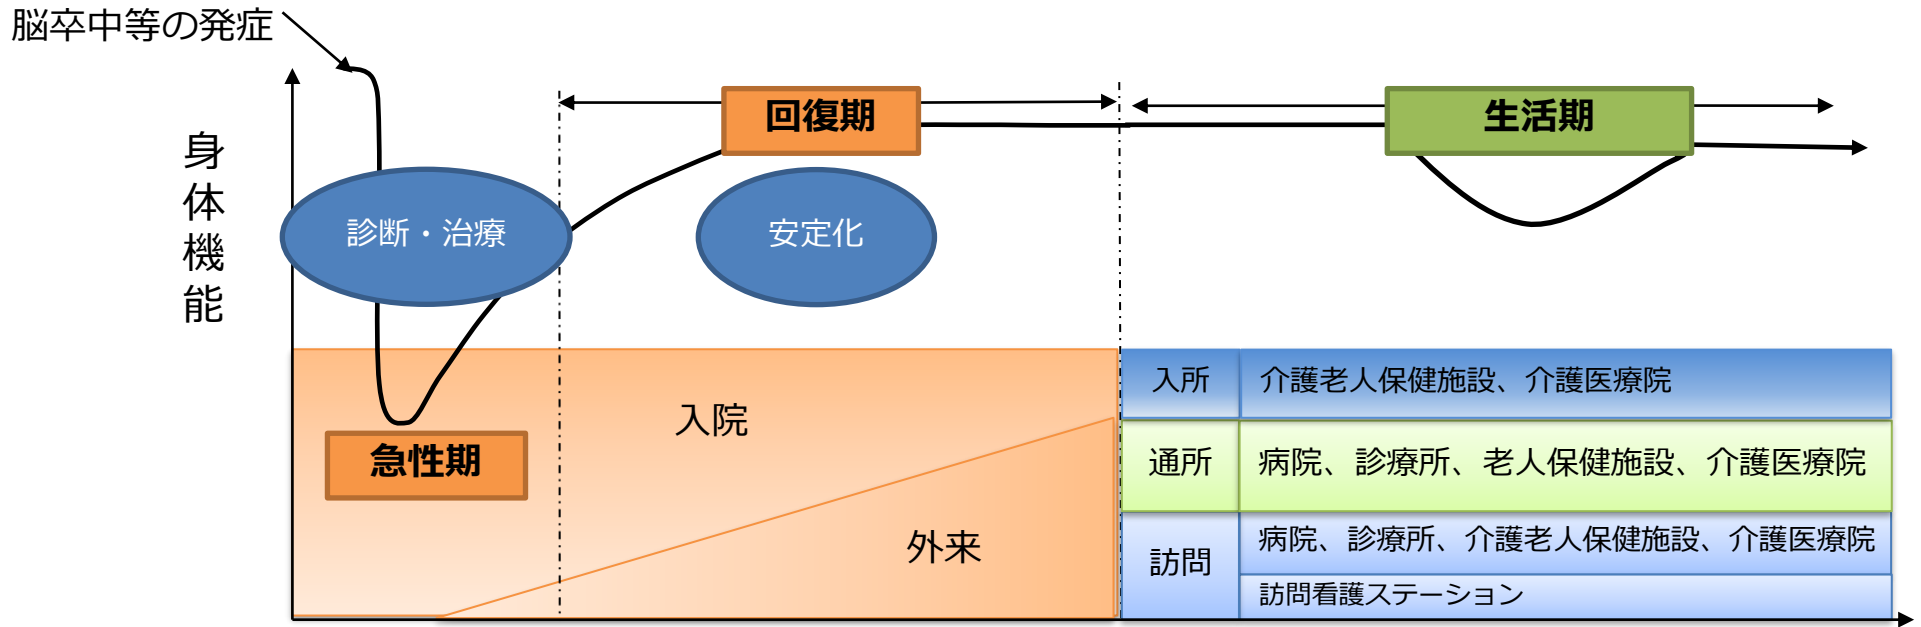 脳卒中等の発症
身体機能
回復期
生活期
診断・治療
安定化
急性期
入院
外来
入所
介護老人保健施設、介護医療院
通所
病院、診療所、老人保健施設、介護医療院
訪問
病院、診療所、介護老人保健施設、介護医療院
訪問看護ステーション